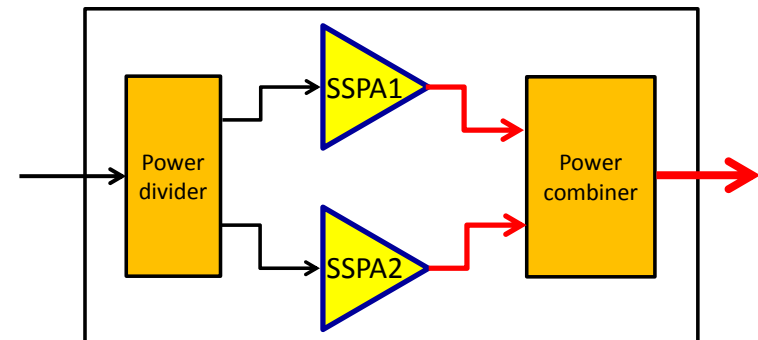 SSPA1
Power
divider
Power
combiner
SSPA2